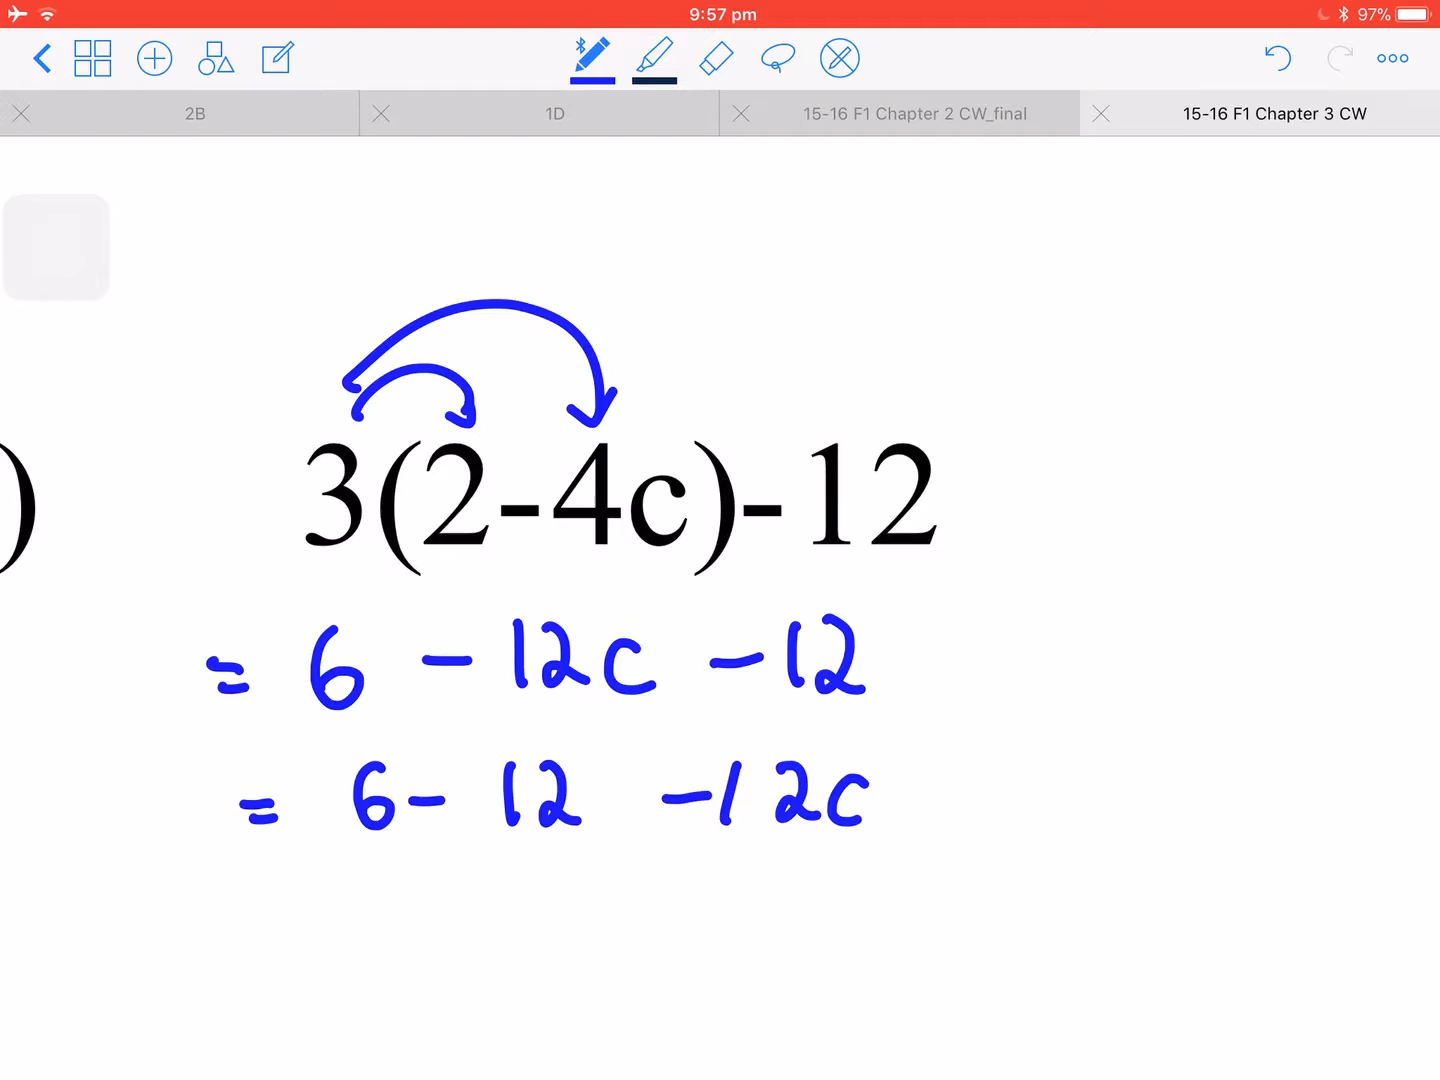 9:57 pm 97%
2B 1D 15-16 F1 Chapter 2 CW_final 15-16 F1 Chapter 3 CW
) 3(2-4c)-12
= 6 - 12c - 12
= 6 - 12 - 12c